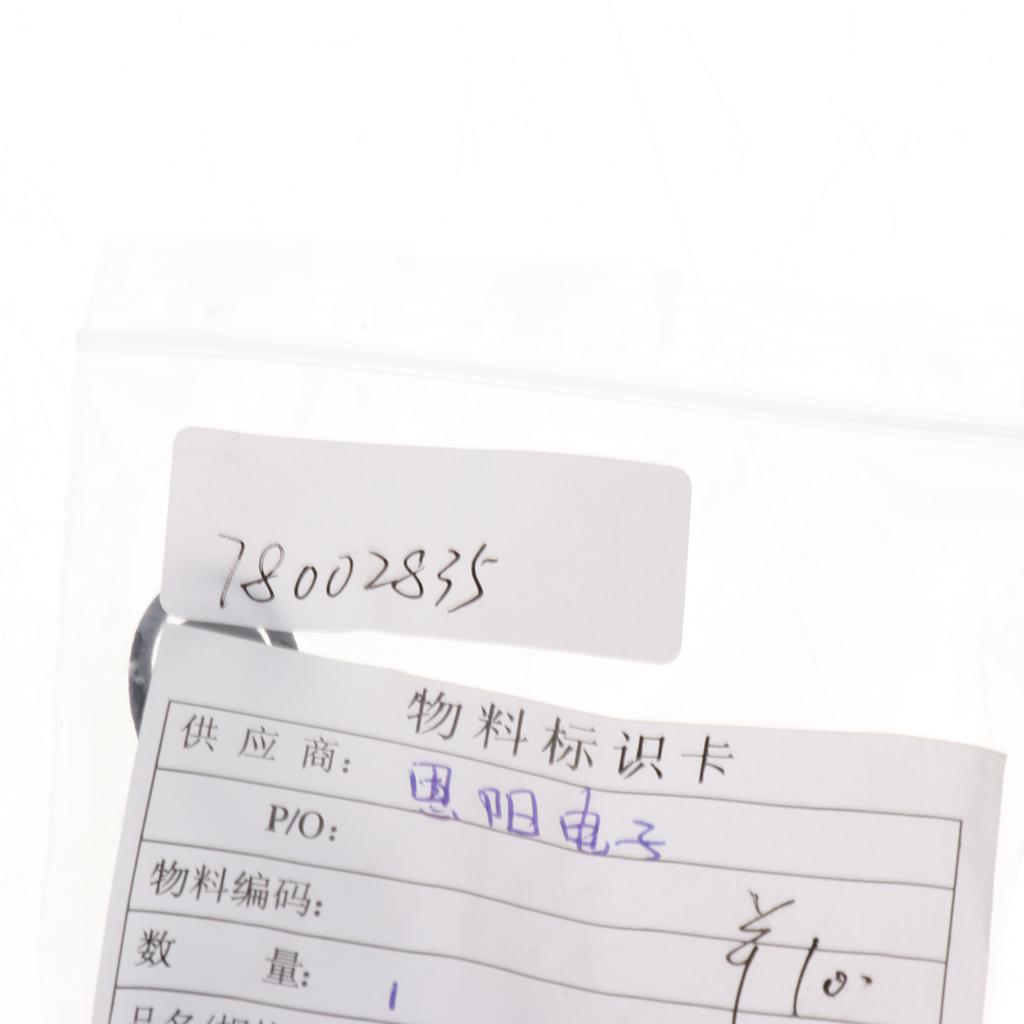 78002835
物料标识卡
供应商： 恩阳电子
P/O：
物料编码：
数 量： 1
¥10.